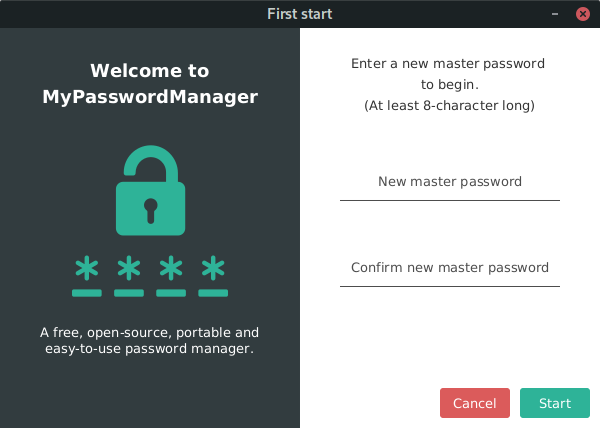 First start
Welcome to
MyPasswordManager
* * * *
A free, open-source, portable and
easy-to-use password manager.
Enter a new master password
to begin.
(At least 8-character long)
New master password
Confirm new master password
Cancel
Start